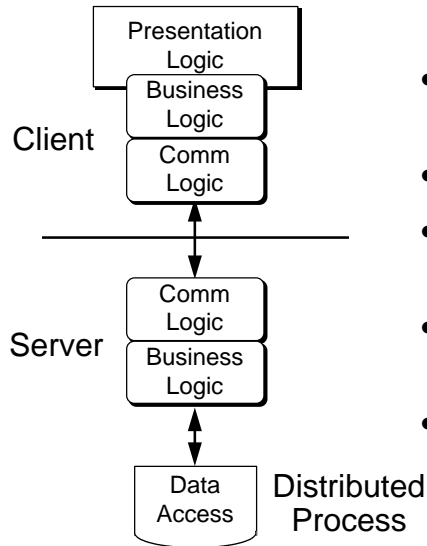 Presentation
Logic
Business
Logic
Client
Comm
Logic
Comm
Logic
Server
Business
Logic
Data
Access
Distributed
Process